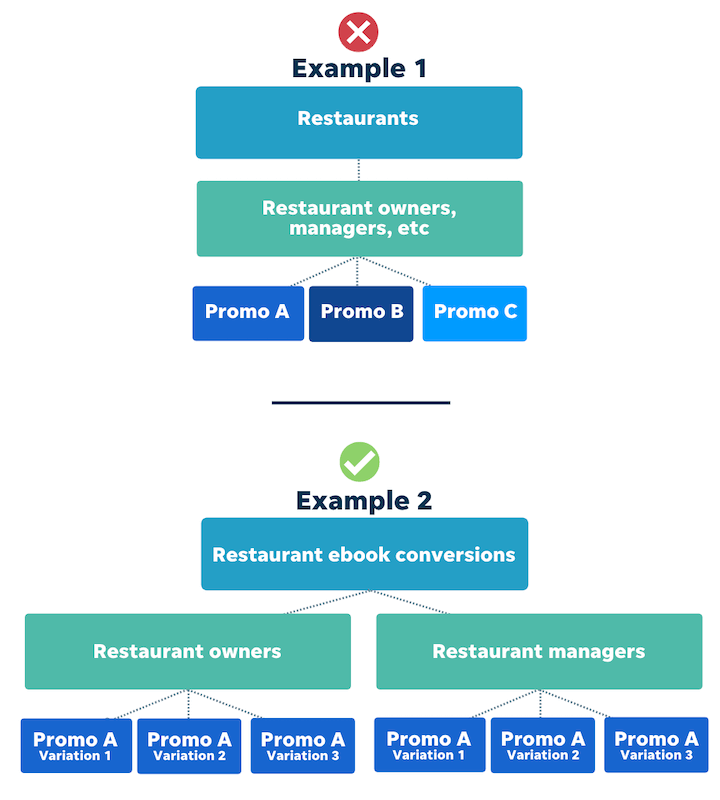 Example 1
Restaurants
Restaurant owners,
managers, etc
Promo A
Promo B
Promo C
Example 2
Restaurant ebook conversions
Restaurant owners
Restaurant managers
Promo A
Variation 1
Promo A
Variation 2
Promo A
Variation 3
Promo A
Variation 1
Promo A
Variation 2
Promo A
Variation 3